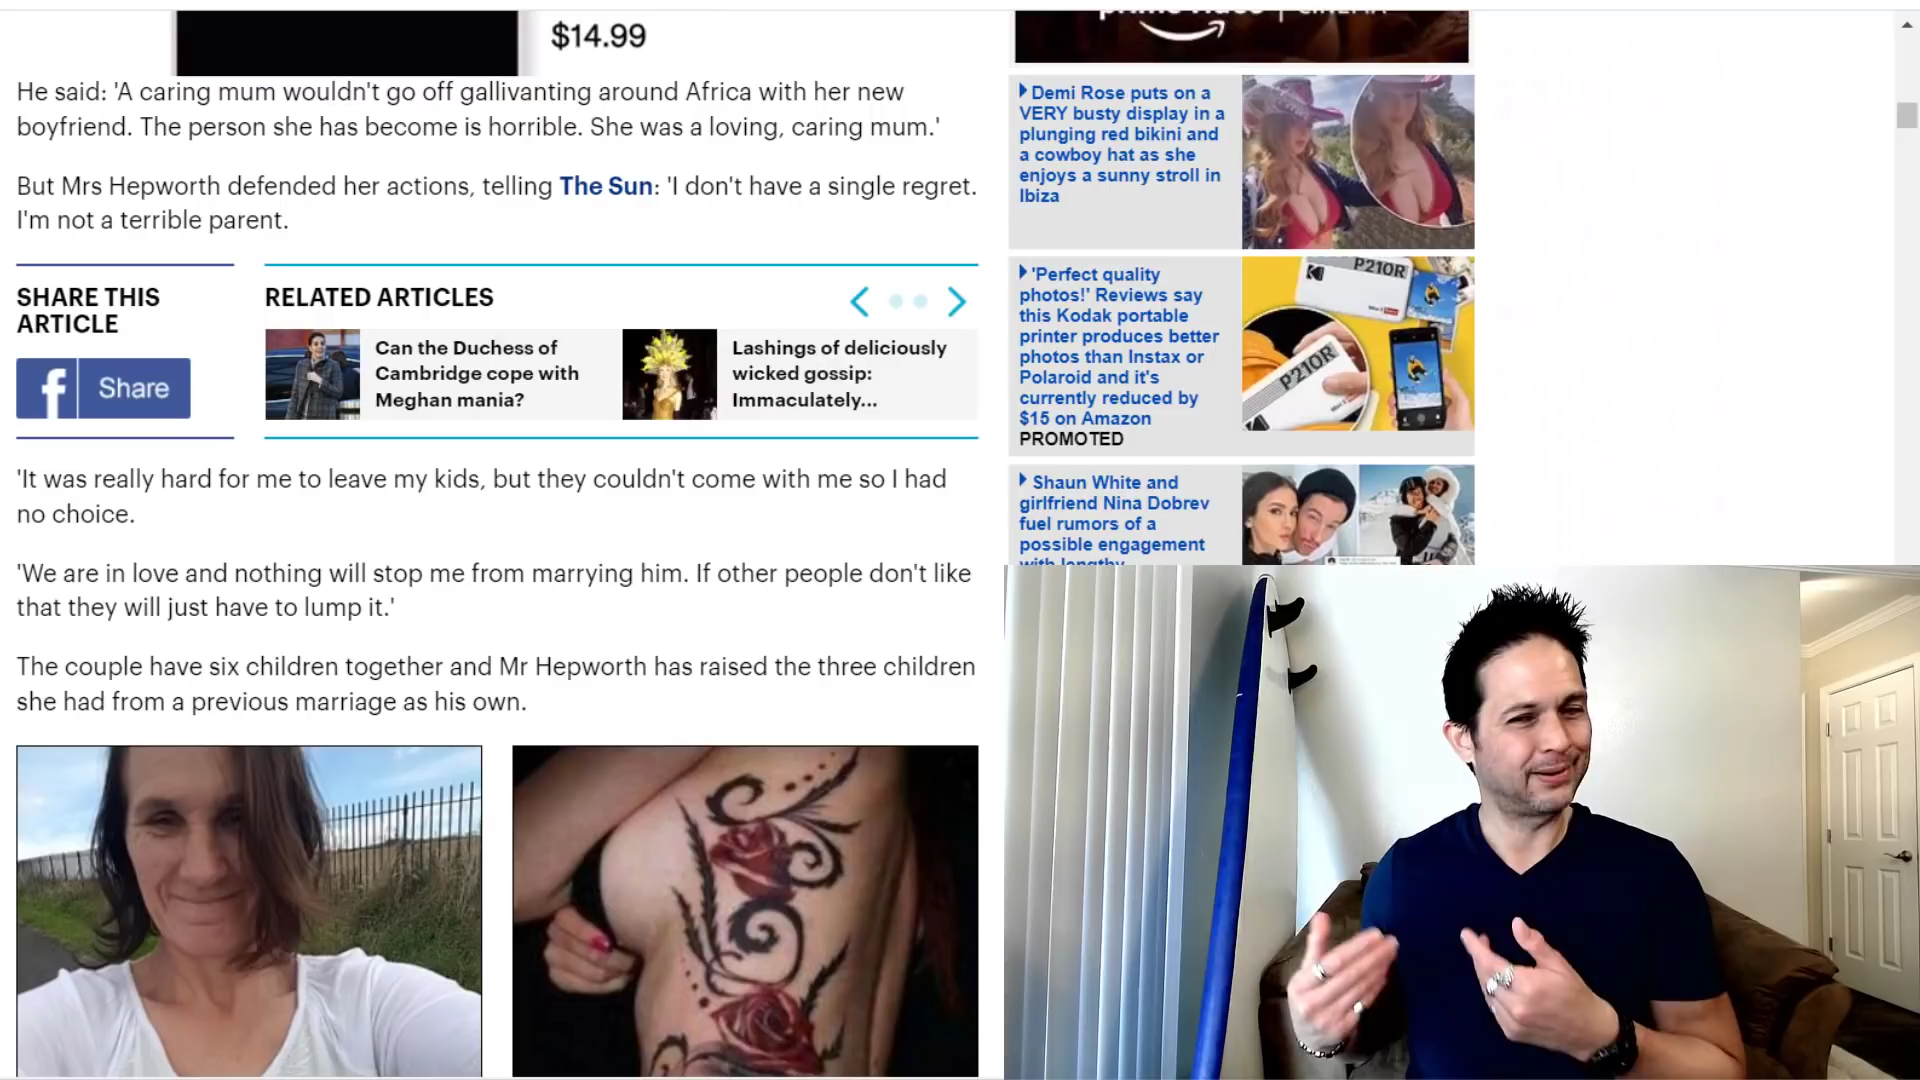 $14.99
He said: 'A caring mum wouldn't go off gallivanting around Africa with her new
boyfriend. The person she has become is horrible. She was a loving, caring mum.'
But Mrs Hepworth defended her actions, telling The Sun: 'I don't have a single regret.
I'm not a terrible parent.
SHARE THIS
ARTICLE
f Share
RELATED ARTICLES
Can the Duchess of
Cambridge cope with
Meghan mania?
Lashings of deliciously
wicked gossip:
Immaculately...
'It was really hard for me to leave my kids, but they couldn't come with me so I had
no choice.
'We are in love and nothing will stop me from marrying him. If other people don't like
that they will just have to lump it.'
The couple have six children together and Mr Hepworth has raised the three children
she had from a previous marriage as his own.
prime video | CINEMA
Demi Rose puts on a
VERY busty display in a
plunging red bikini and
a cowboy hat as she
enjoys a sunny stroll in
Ibiza
'Perfect quality
photos!' Reviews say
this Kodak portable
printer produces better
photos than Instax or
Polaroid and it's
currently reduced by
$15 on Amazon
PROMOTED
P210R
P210R
Shaun White and
girlfriend Nina Dobrev
fuel rumors of a
possible engagement
with lengthy